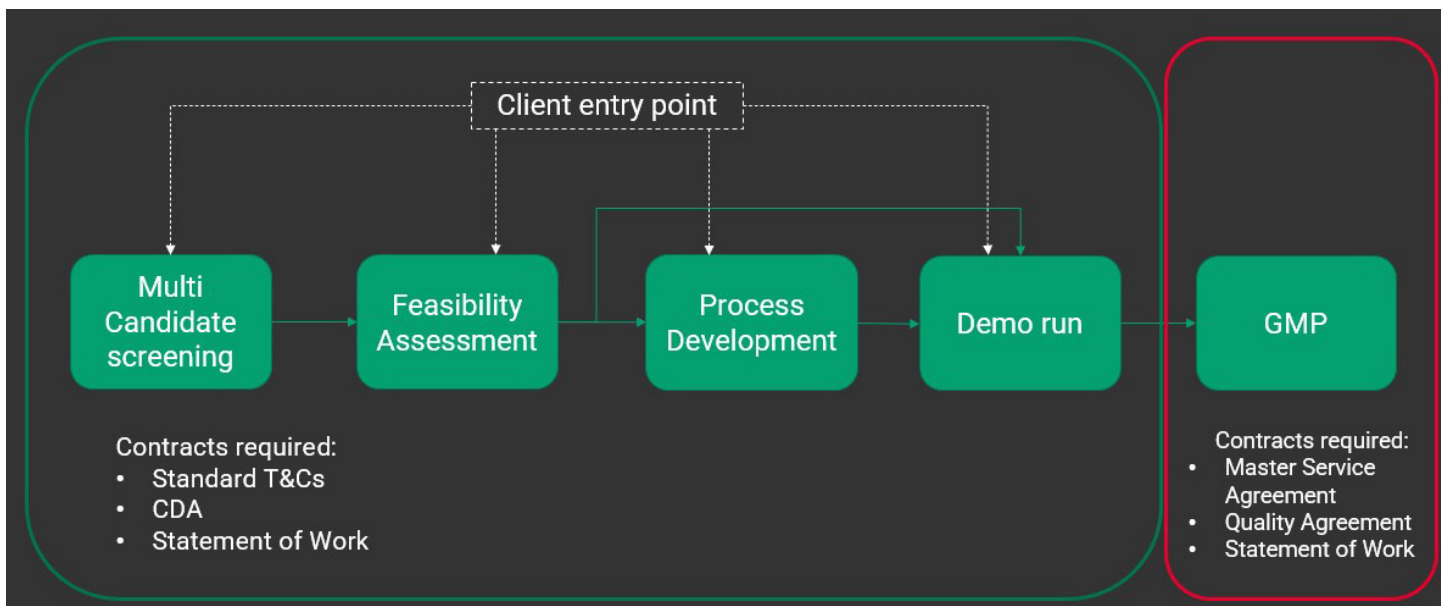 Client entry point
Multi
Candidate
screening
Feasibility
Assessment
Process
Development
Demo run
GMP
Contracts required:
• Standard T&Cs
• CDA
• Statement of Work
Contracts required:
• Master Service
Agreement
• Quality Agreement
• Statement of Work